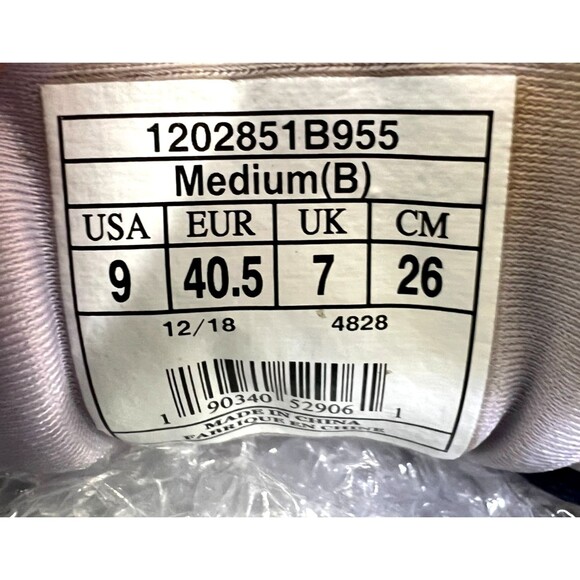 1202851B955
Medium(B)
USA EUR UK CM
9 40.5 7 26
12/18 4828
1 90340 52906 1
MADE IN CHINA
FABRIQUE EN CHINE